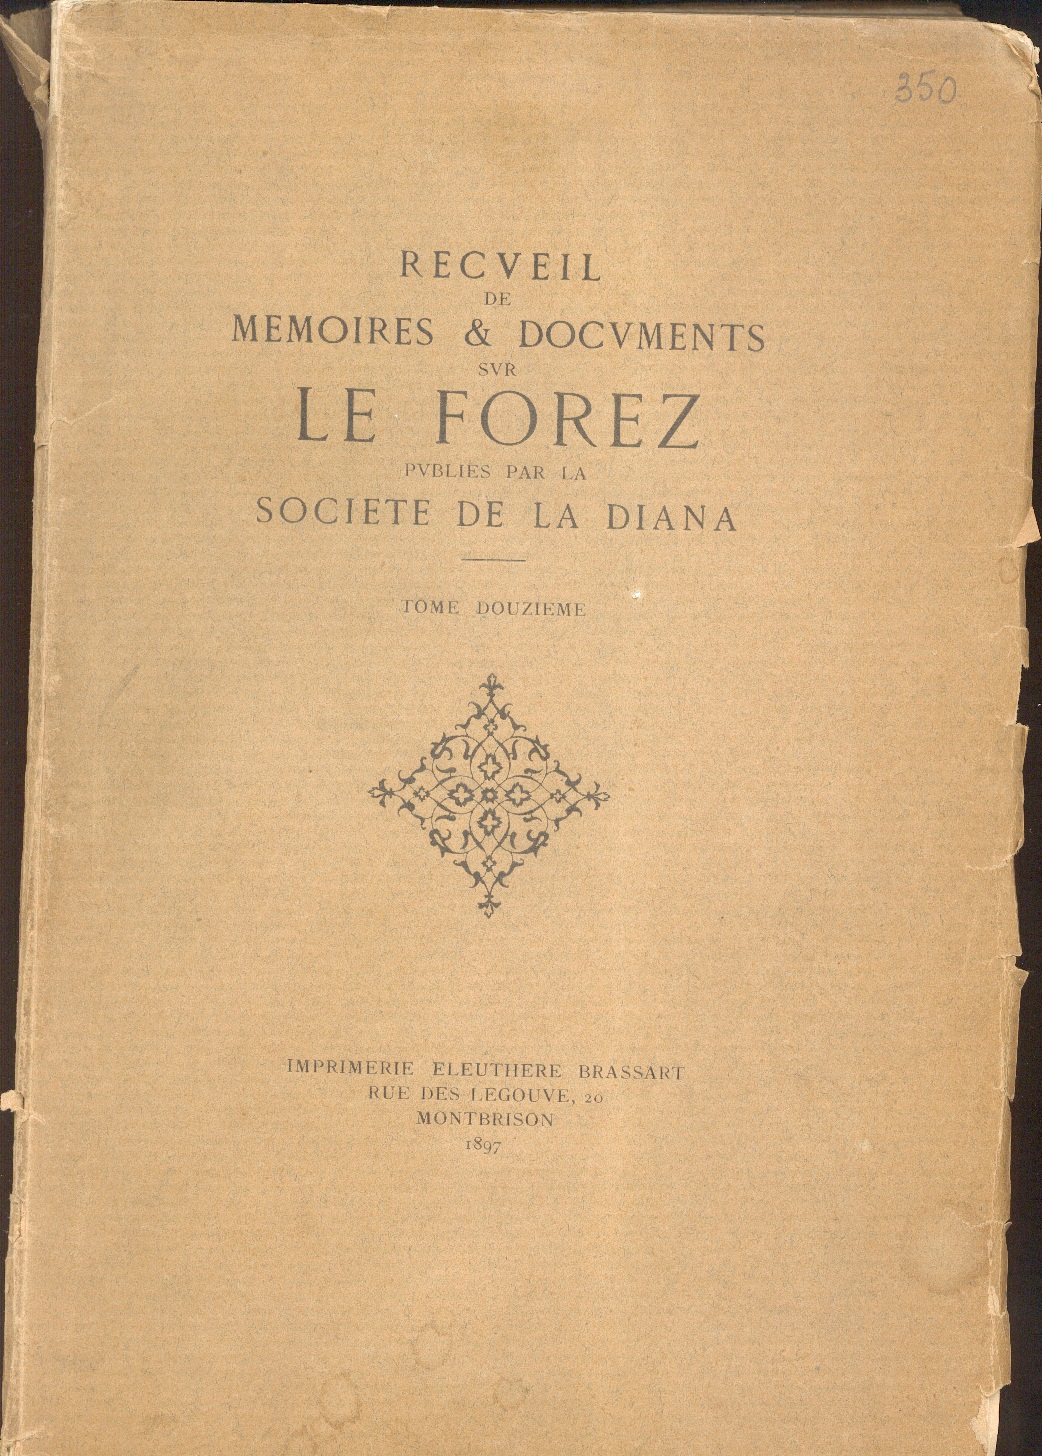 350
RECVEIL
DE
MEMOIRES & DOCVMENTS
SVR
LE FOREZ
PVBLIES PAR LA
SOCIETE DE LA DIANA
TOME DOUZIEME
IMPRIMERIE ELEUTHERE BRASSART
RUE DES LEGOUVE, 20
MONTBRISON
1897